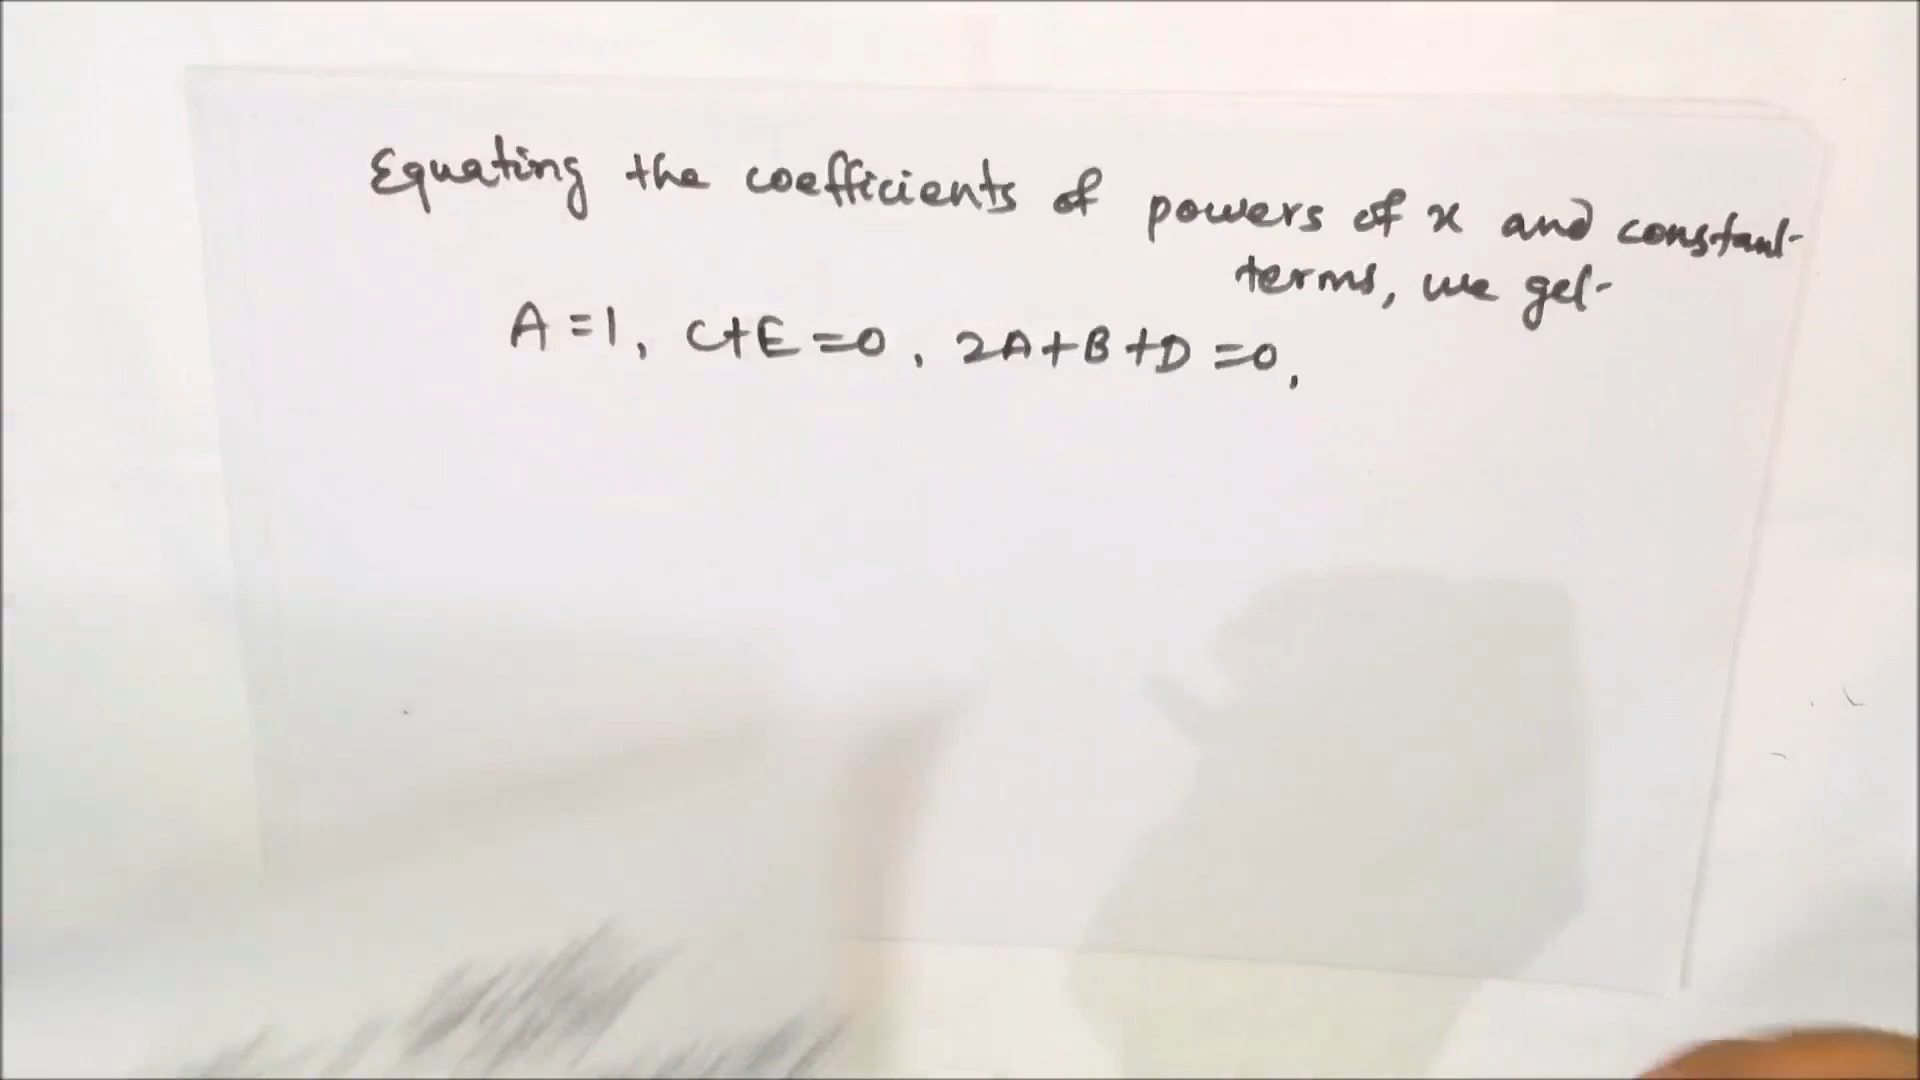 Equating the coefficients of powers of x and constant
terms, we get
A = 1, C+E = 0, 2A+B+D = 0,